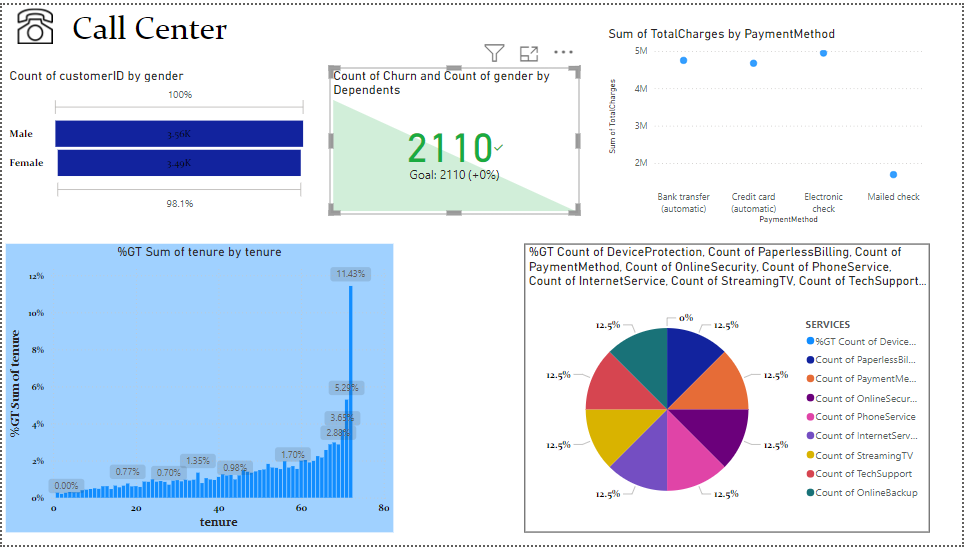 Call Center
Count of customerID by gender
100%
Male
3.56K
Female
3.49K
98.1%
Count of Churn and Count of gender by
Dependents
2110
Goal: 2110 (+0%)
Sum of TotalCharges by PaymentMethod
Sum of TotalCharges
5M
4M
3M
2M
Bank transfer
(automatic)
Credit card
(automatic)
Electronic
check
Mailed check
PaymentMethod
%GT Sum of tenure by tenure
%GT Sum of tenure
12%
10%
8%
6%
4%
2%
0%
0.00%
0.77%
0.70%
1.35%
0.98%
1.70%
2.88%
3.65%
5.29%
11.43%
0
20
40
60
80
tenure
%GT Count of DeviceProtection, Count of PaperlessBilling, Count of
PaymentMethod, Count of OnlineSecurity, Count of PhoneService,
Count of InternetService, Count of StreamingTV, Count of TechSupport...
0%
12.5%
12.5%
12.5%
12.5%
12.5%
12.5%
12.5%
12.5%
SERVICES
%GT Count of Device...
Count of PaperlessBil...
Count of PaymentMe...
Count of OnlineSecur...
Count of PhoneService
Count of InternetServ...
Count of StreamingTV
Count of TechSupport
Count of OnlineBackup